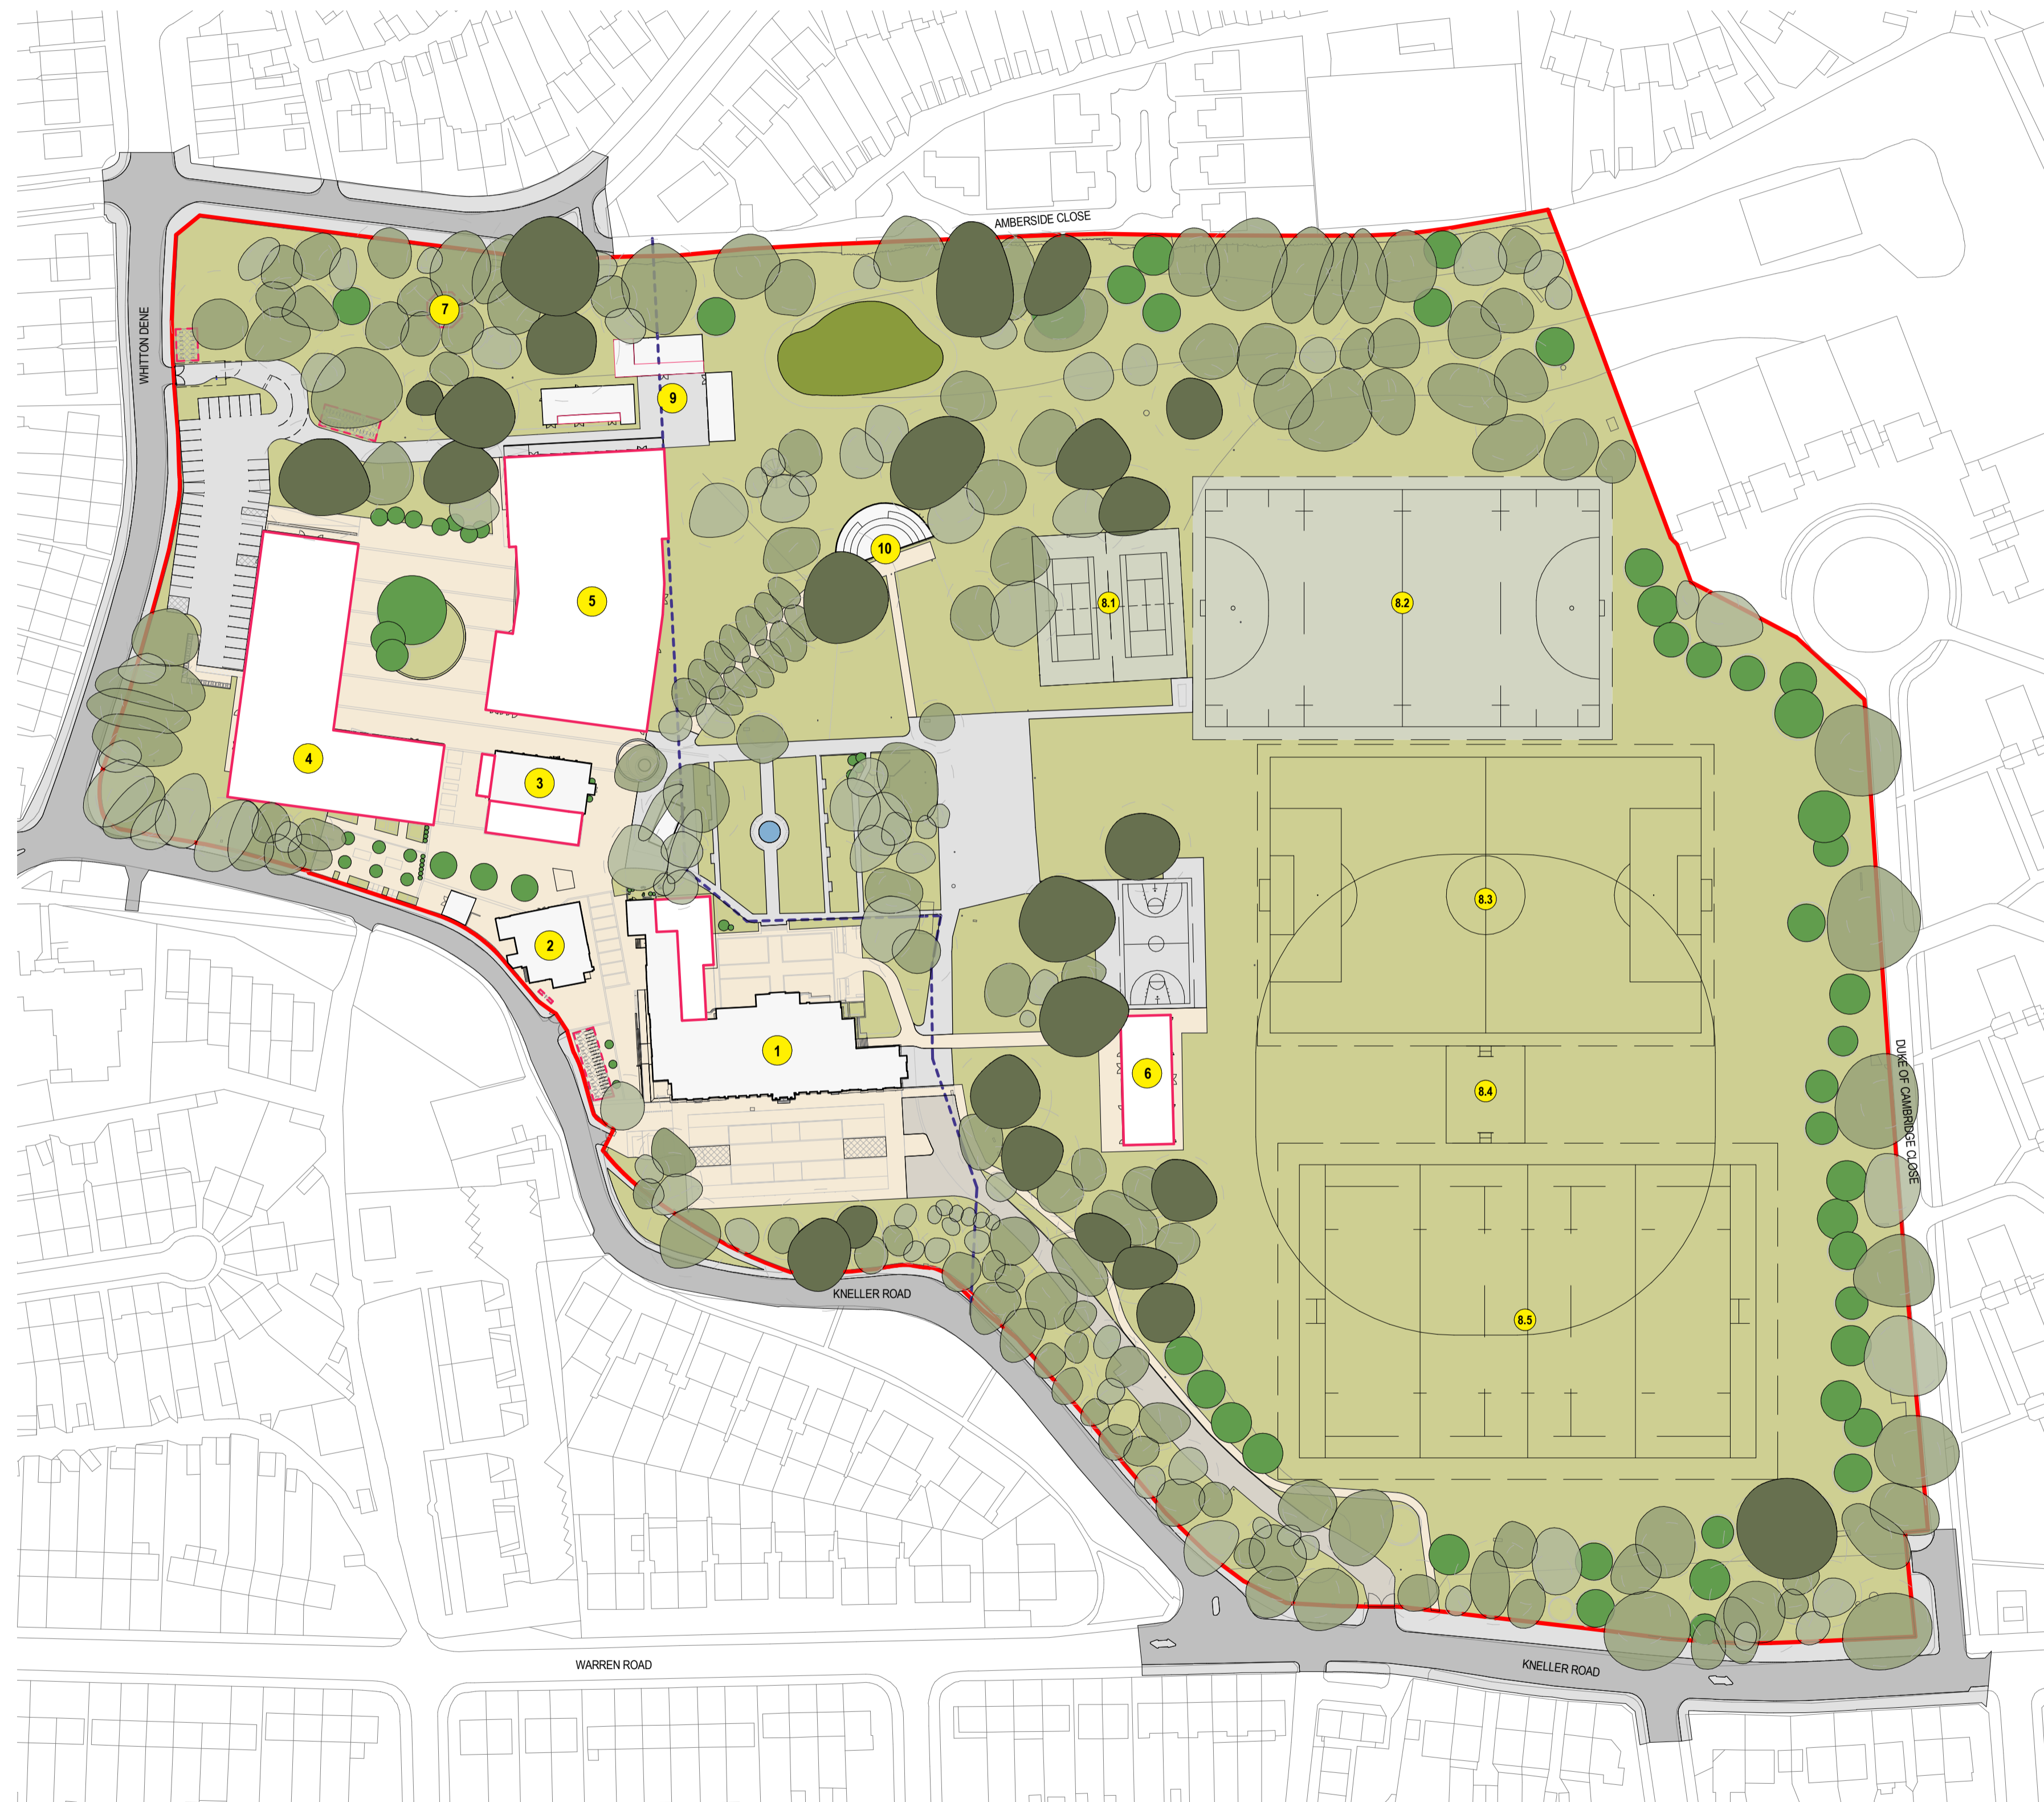 AMBERSIDE CLOSE
WHITTON DENE
7
9
10
5
8.1
8.2
4
3
8.3
2
1
6
8.4
DUKE OF CAMBRIDGE CLOSE
KNELLER ROAD
8.5
WARREN ROAD
KNELLER ROAD